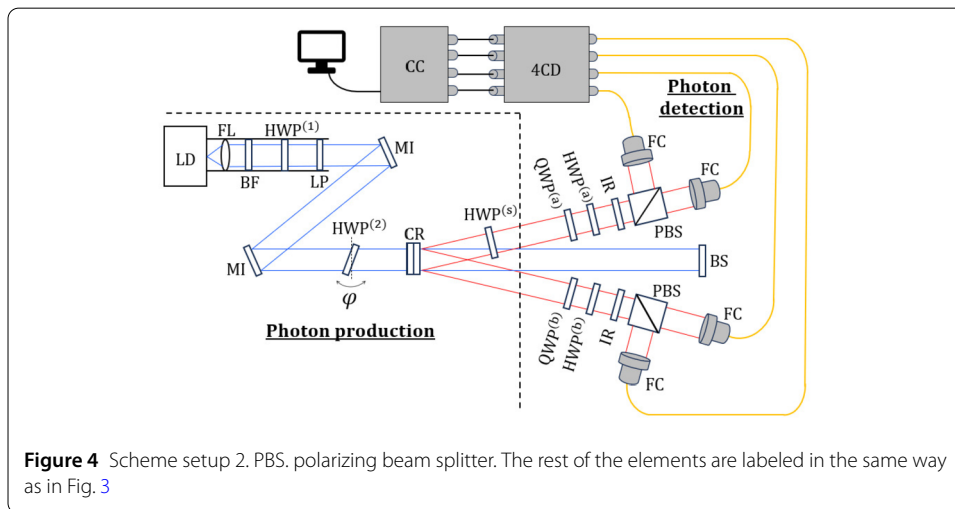 CC
4CD
Photon
detection
LD
FL
HWP⁽¹⁾
BF
LP
MI
FC
FC
QWP⁽ᵃ⁾
HWP⁽ᵃ⁾
IR
PBS
HWP⁽ˢ⁾
HWP⁽²⁾
CR
MI
φ
BS
Photon production
PBS
QWP⁽ᵇ⁾
HWP⁽ᵇ⁾
IR
FC
FC
Figure 4 Scheme setup 2. PBS. polarizing beam splitter. The rest of the elements are labeled in the same way
as in Fig. 3